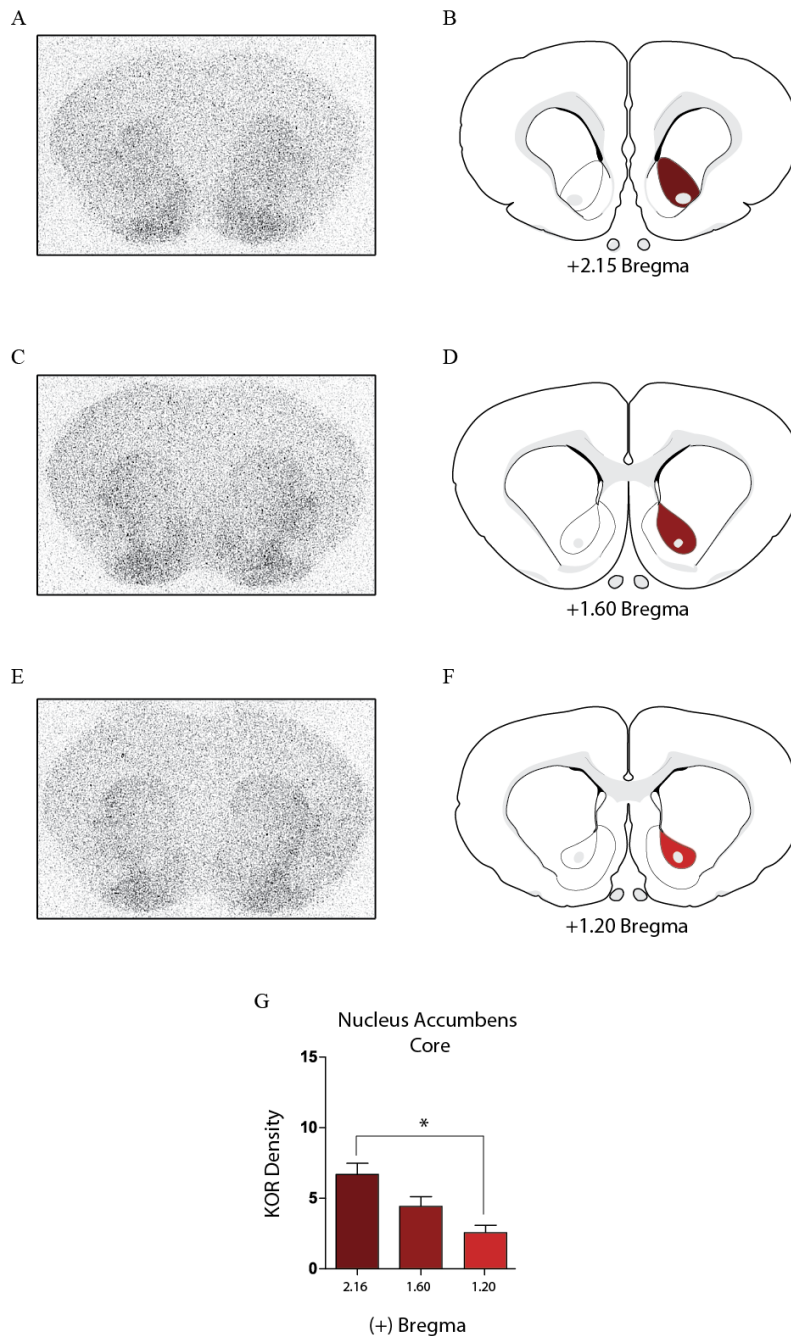 A
B
+2.15 Bregma
C
D
+1.60 Bregma
E
F
+1.20 Bregma
G
Nucleus Accumbens
Core
15
10
5
0
KOR Density
*
2.16
1.60
1.20
(+) Bregma